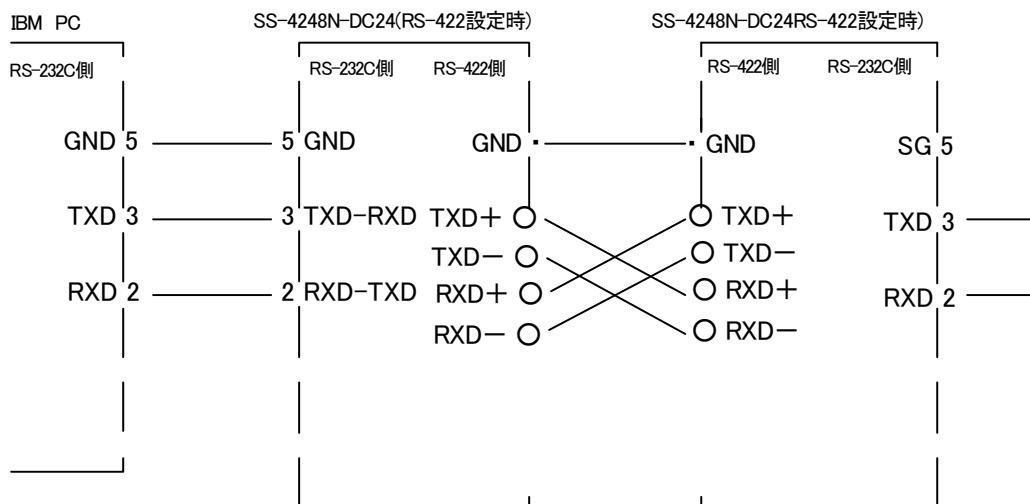 IBM PC SS-4248N-DC24(RS-422設定時) SS-4248N-DC24RS-422設定時)
RS-232C側 RS-232C側 RS-422側 RS-422側 RS-232C側
GND 5 5 GND GND GND SG 5
TXD 3 3 TXD-RXD TXD+ TXD+ TXD 3
TXD- TXD-
RXD 2 2 RXD-TXD RXD+ RXD+ RXD 2
RXD- RXD-